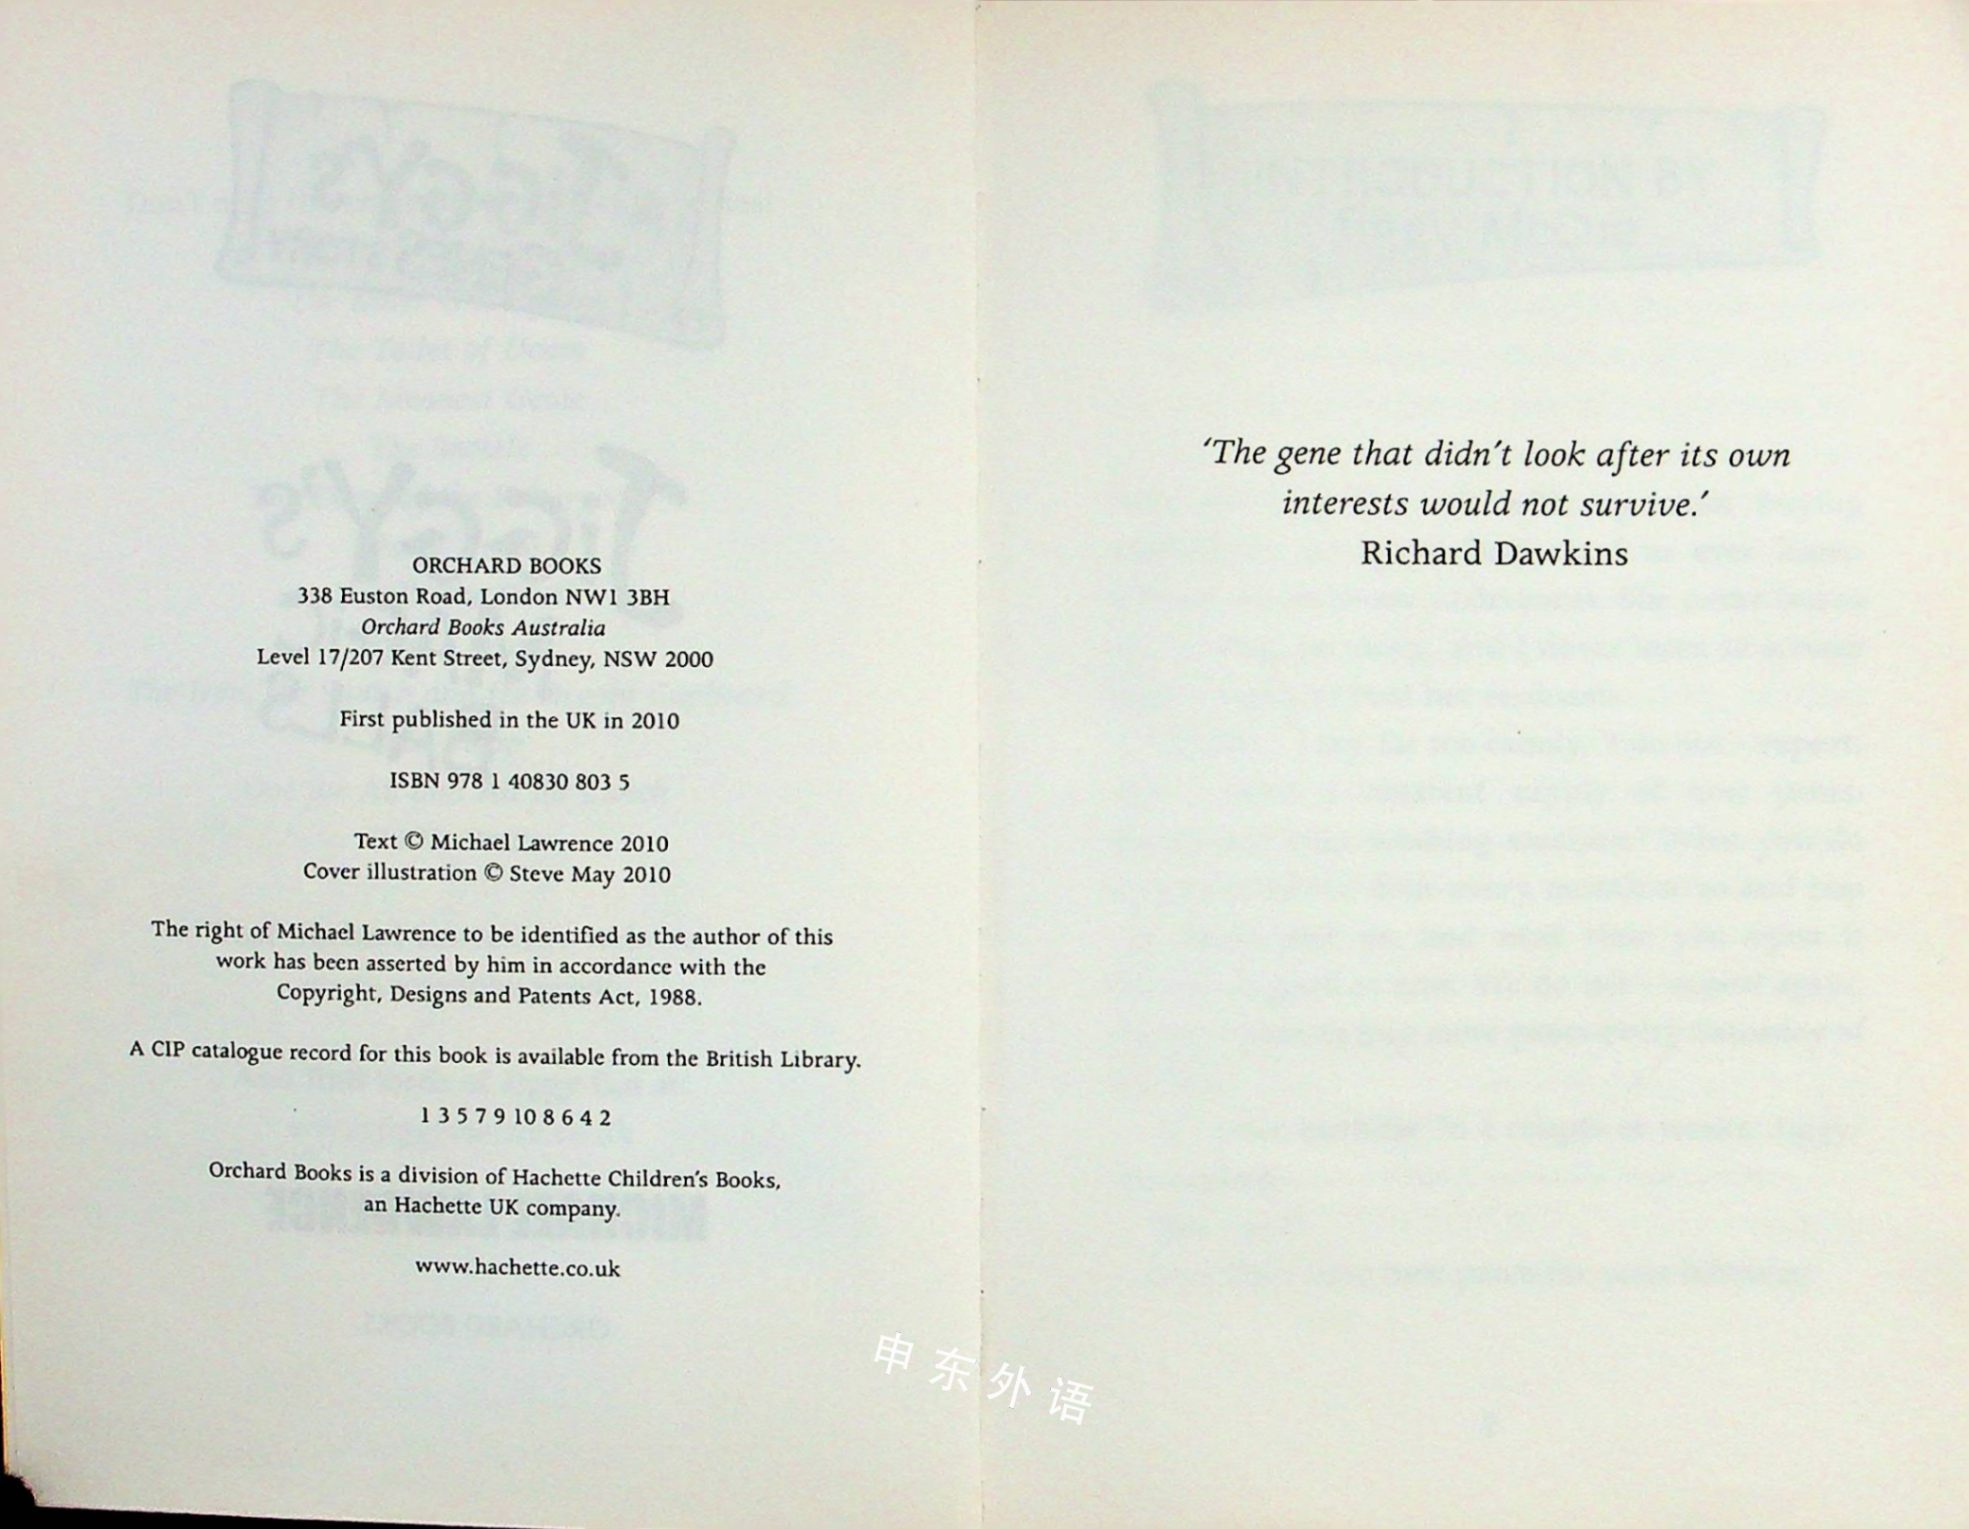 ORCHARD BOOKS
338 Euston Road, London NW1 3BH
Orchard Books Australia
Level 17/207 Kent Street, Sydney, NSW 2000
First published in the UK in 2010
ISBN 978 1 40830 803 5
Text © Michael Lawrence 2010
Cover illustration © Steve May 2010
The right of Michael Lawrence to be identified as the author of this
work has been asserted by him in accordance with the
Copyright, Designs and Patents Act, 1988.
A CIP catalogue record for this book is available from the British Library.
1 3 5 7 9 10 8 6 4 2
Orchard Books is a division of Hachette Children's Books,
an Hachette UK company.
www.hachette.co.uk
'The gene that didn't look after its own
interests would not survive.'
Richard Dawkins
申东外语